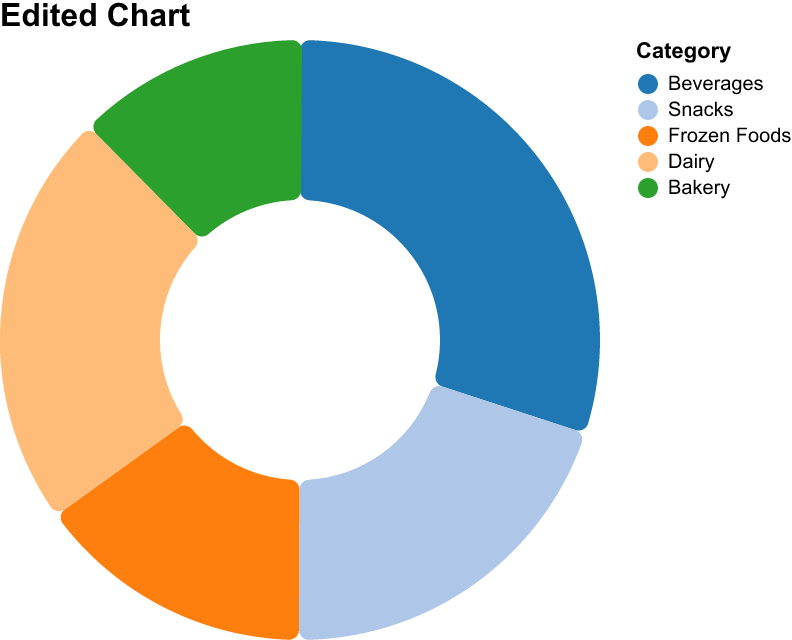 Edited Chart
Category
Beverages
Snacks
Frozen Foods
Dairy
Bakery